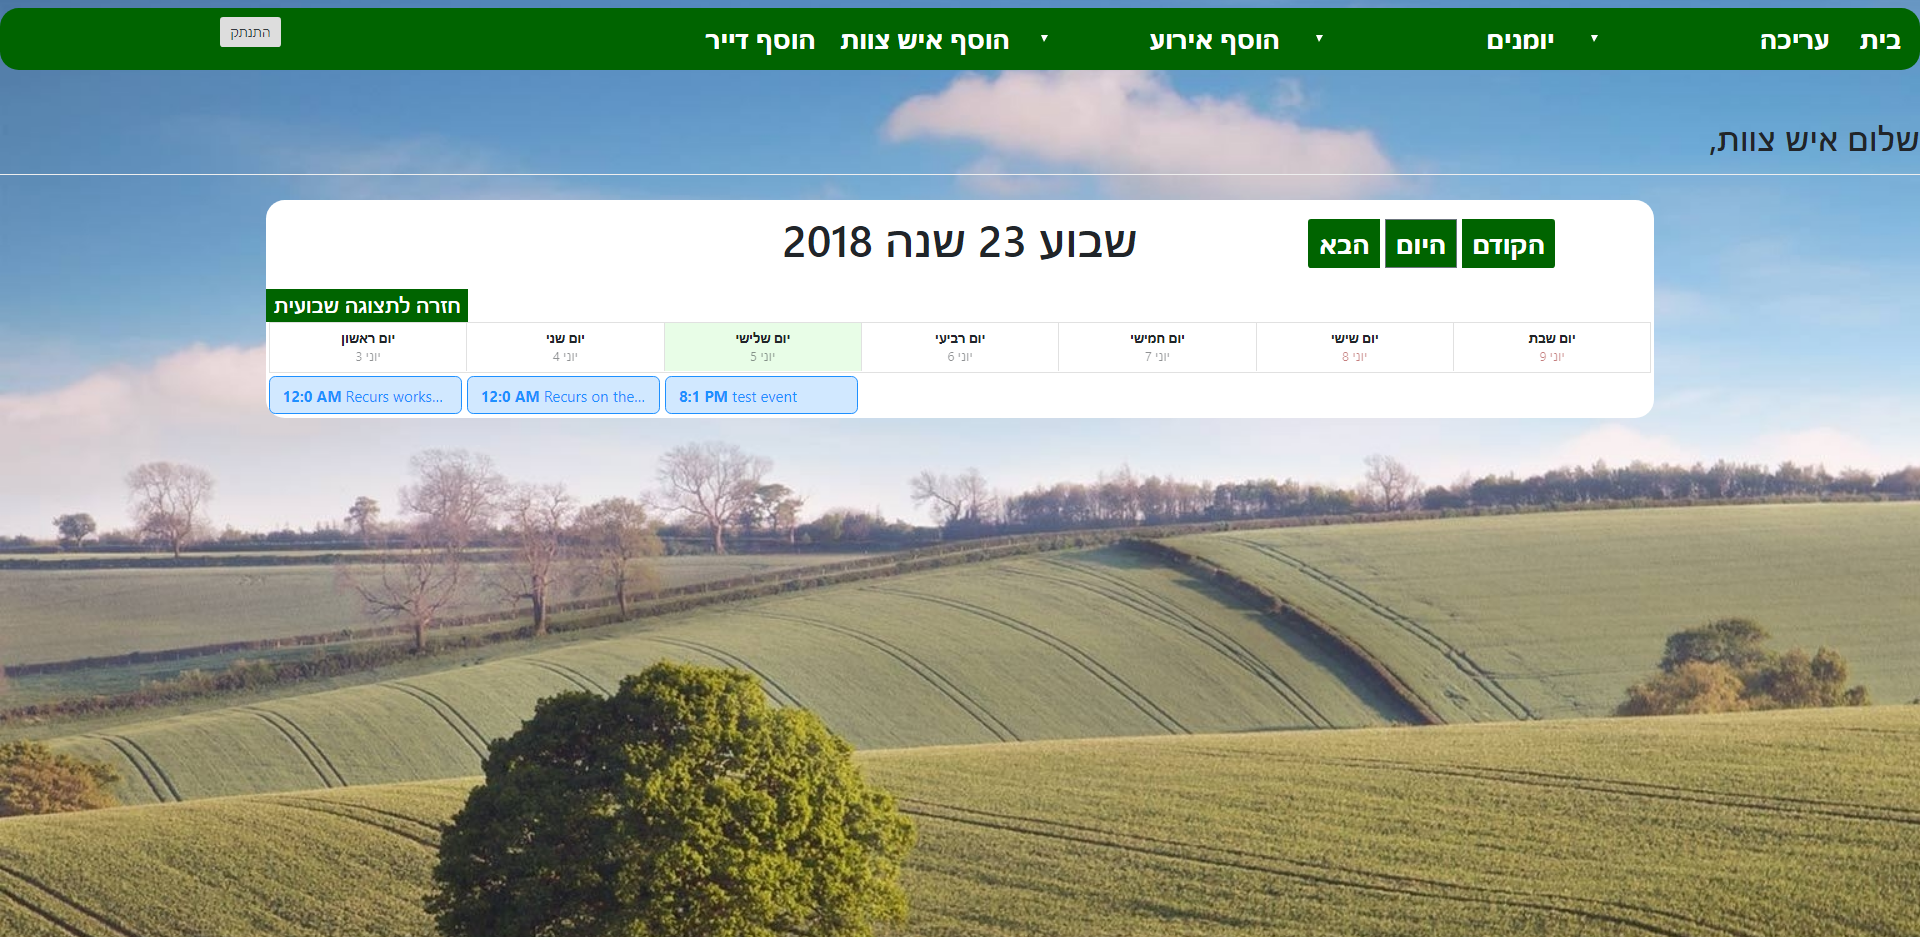 בית עריכה ▼ יומנים ▼ הוסף אירוע ▼ הוסף איש צוות הוסף דייר התנתק
שלום איש צוות,
הקודם היום הבא
שבוע 23 שנה 2018
חזרה לתצוגה שבועית
יום ראשון
יוני 3
יום שני
יוני 4
יום שלישי
יוני 5
יום רביעי
יוני 6
יום חמישי
יוני 7
יום שישי
יוני 8
יום שבת
יוני 9
12:0 AM Recurs works...
12:0 AM Recurs on the...
8:1 PM test event